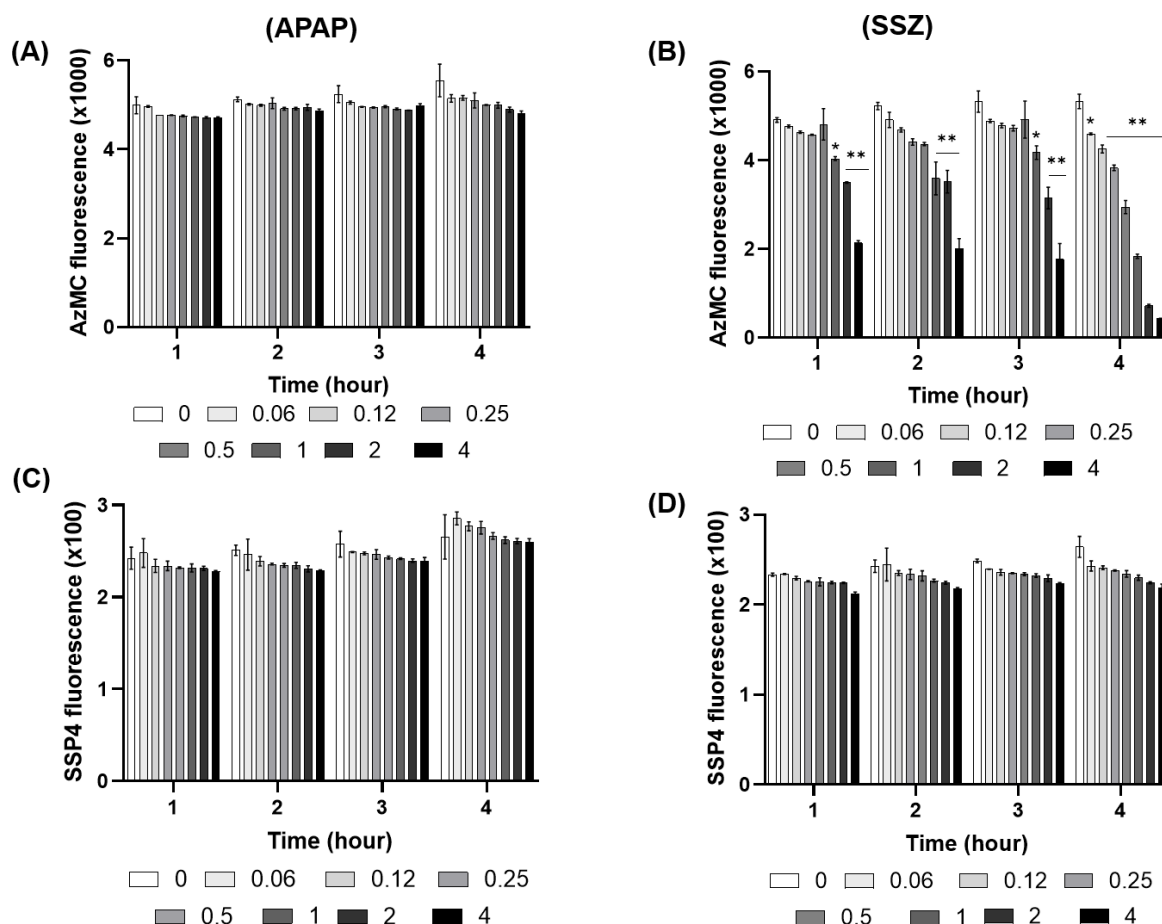 (APAP)
(SSZ)
(A)
AzMC fluorescence (x1000)
6
4
2
0
1 2 3 4
Time (hour)
0 0.06 0.12 0.25
0.5 1 2 4
(B)
AzMC fluorescence (x1000)
6
4
2
0
* ** ** * ** * **
1 2 3 4
Time (hour)
0 0.06 0.12 0.25
0.5 1 2 4
(C)
SSP4 fluorescence (x100)
3
2
1
0
1 2 3 4
Time (hour)
0 0.06 0.12 0.25
0.5 1 2 4
(D)
SSP4 fluorescence (x100)
3
2
1
0
1 2 3 4
Time (hour)
0 0.06 0.12 0.25
0.5 1 2 4